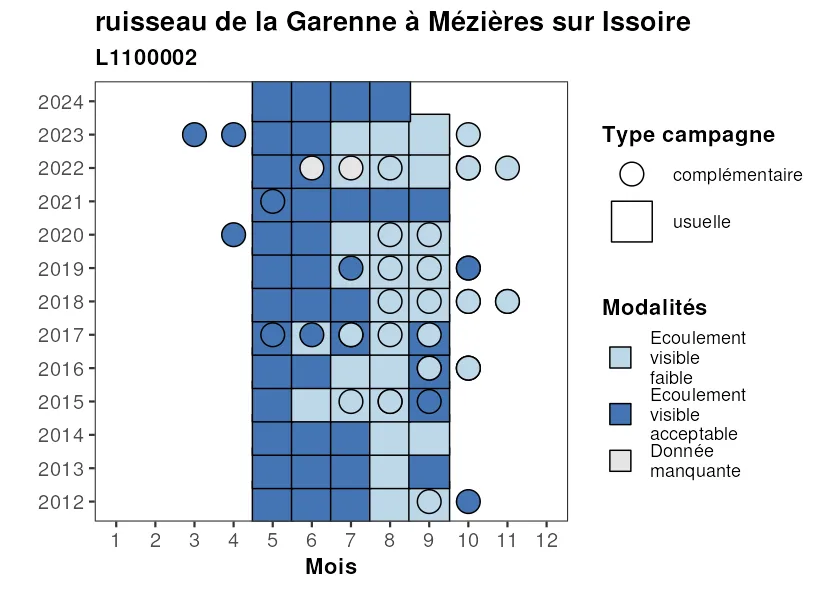 ruisseau de la Garenne à Mézières sur Issoire
L1100002
2024
2023
2022
2021
2020
2019
2018
2017
2016
2015
2014
2013
2012
1 2 3 4 5 6 7 8 9 10 11 12
Mois
Type campagne
complémentaire
usuelle
Modalités
Ecoulement
visible
faible
Ecoulement
visible
acceptable
Donnée
manquante